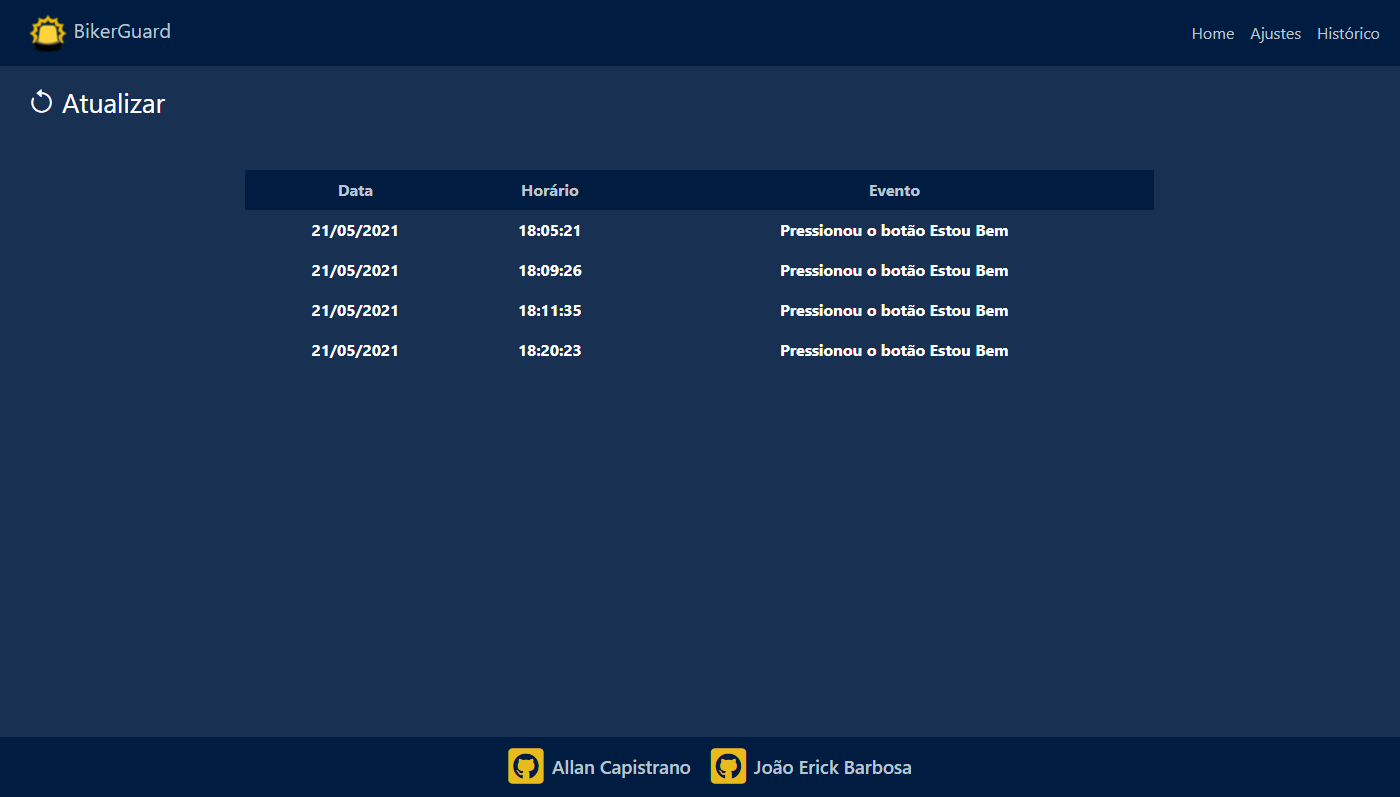 BikerGuard
Home Ajustes Histórico
Atualizar
Data Horário Evento
21/05/2021 18:05:21 Pressionou o botão Estou Bem
21/05/2021 18:09:26 Pressionou o botão Estou Bem
21/05/2021 18:11:35 Pressionou o botão Estou Bem
21/05/2021 18:20:23 Pressionou o botão Estou Bem
Allan Capistrano João Erick Barbosa